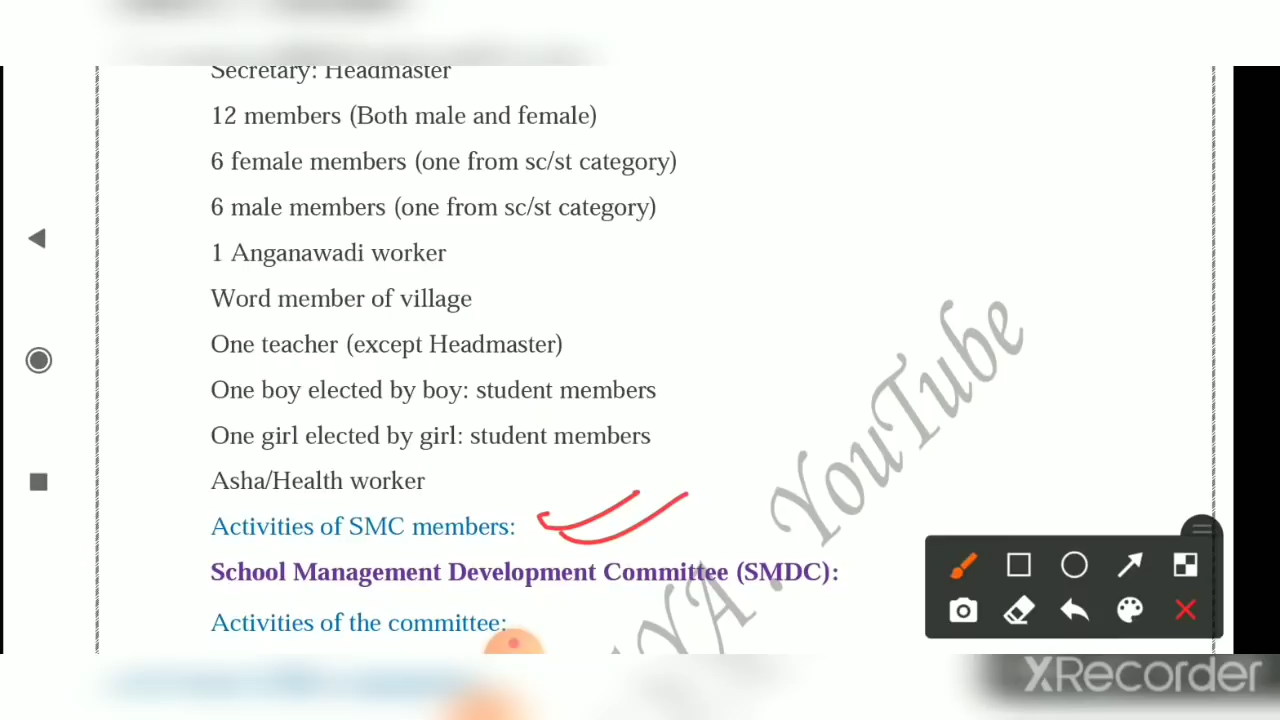 Secretary: Headmaster
12 members (Both male and female)
6 female members (one from sc/st category)
6 male members (one from sc/st category)
1 Anganawadi worker
Word member of village
One teacher (except Headmaster)
One boy elected by boy: student members
One girl elected by girl: student members
Asha/Health worker
Activities of SMC members:
School Management Development Committee (SMDC):
Activities of the committee:
YouTube
XRecorder